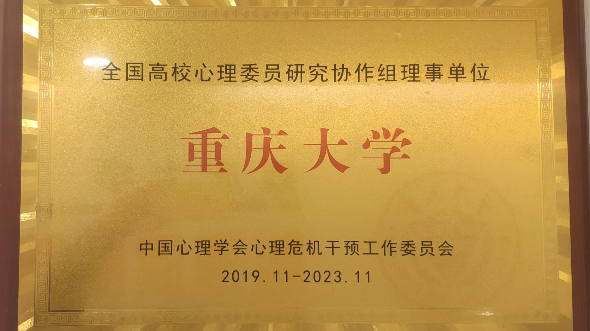 全国高校心理委员研究协作组理事单位
重庆大学
中国心理学会心理危机干预工作委员会
2019.11-2023.11